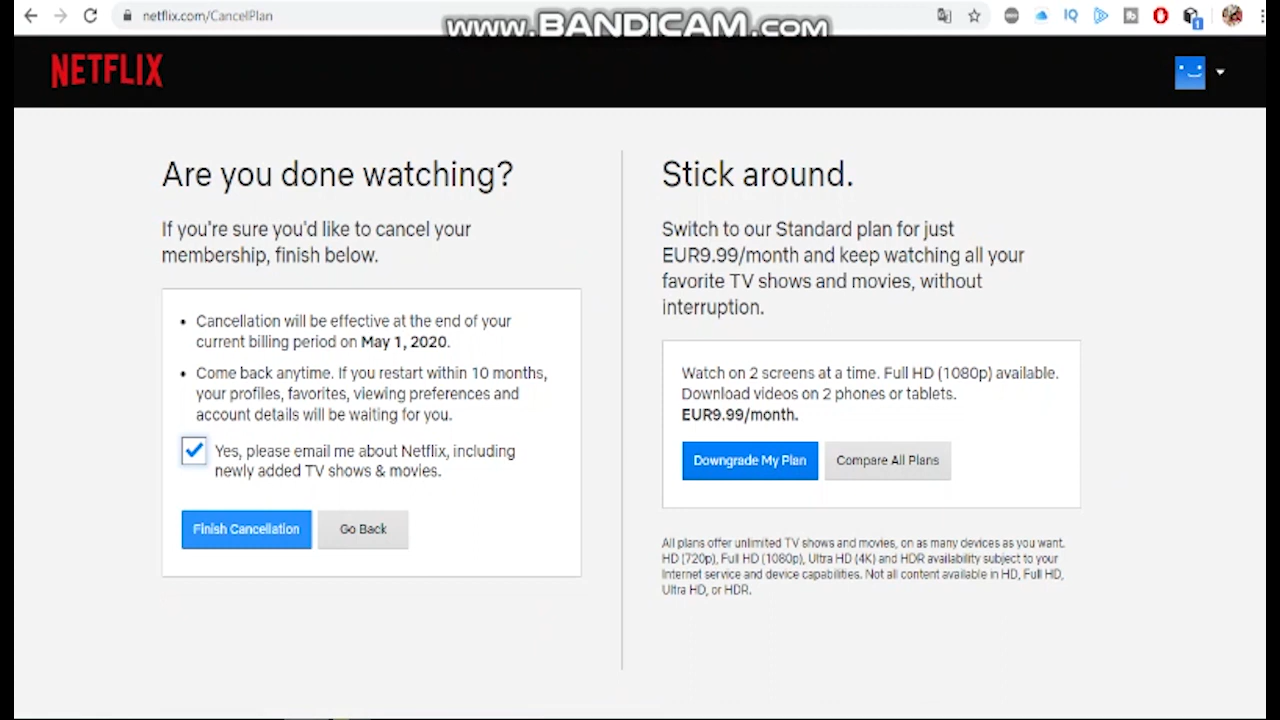 netflix.com/CancelPlan
www.BANDICAM.com
IQ
1
NETFLIX
Are you done watching?
If you're sure you'd like to cancel your
membership, finish below.
• Cancellation will be effective at the end of your
current billing period on May 1, 2020.
• Come back anytime. If you restart within 10 months,
your profiles, favorites, viewing preferences and
account details will be waiting for you.
Yes, please email me about Netflix, including
newly added TV shows & movies.
Finish Cancellation
Go Back
Stick around.
Switch to our Standard plan for just
EUR9.99/month and keep watching all your
favorite TV shows and movies, without
interruption.
Watch on 2 screens at a time. Full HD (1080p) available.
Download videos on 2 phones or tablets.
EUR9.99/month.
Downgrade My Plan
Compare All Plans
All plans offer unlimited TV shows and movies, on as many devices as you want.
HD (720p), Full HD (1080p), Ultra HD (4K) and HDR availability subject to your
Internet service and device capabilities. Not all content available in HD, Full HD,
Ultra HD, or HDR.